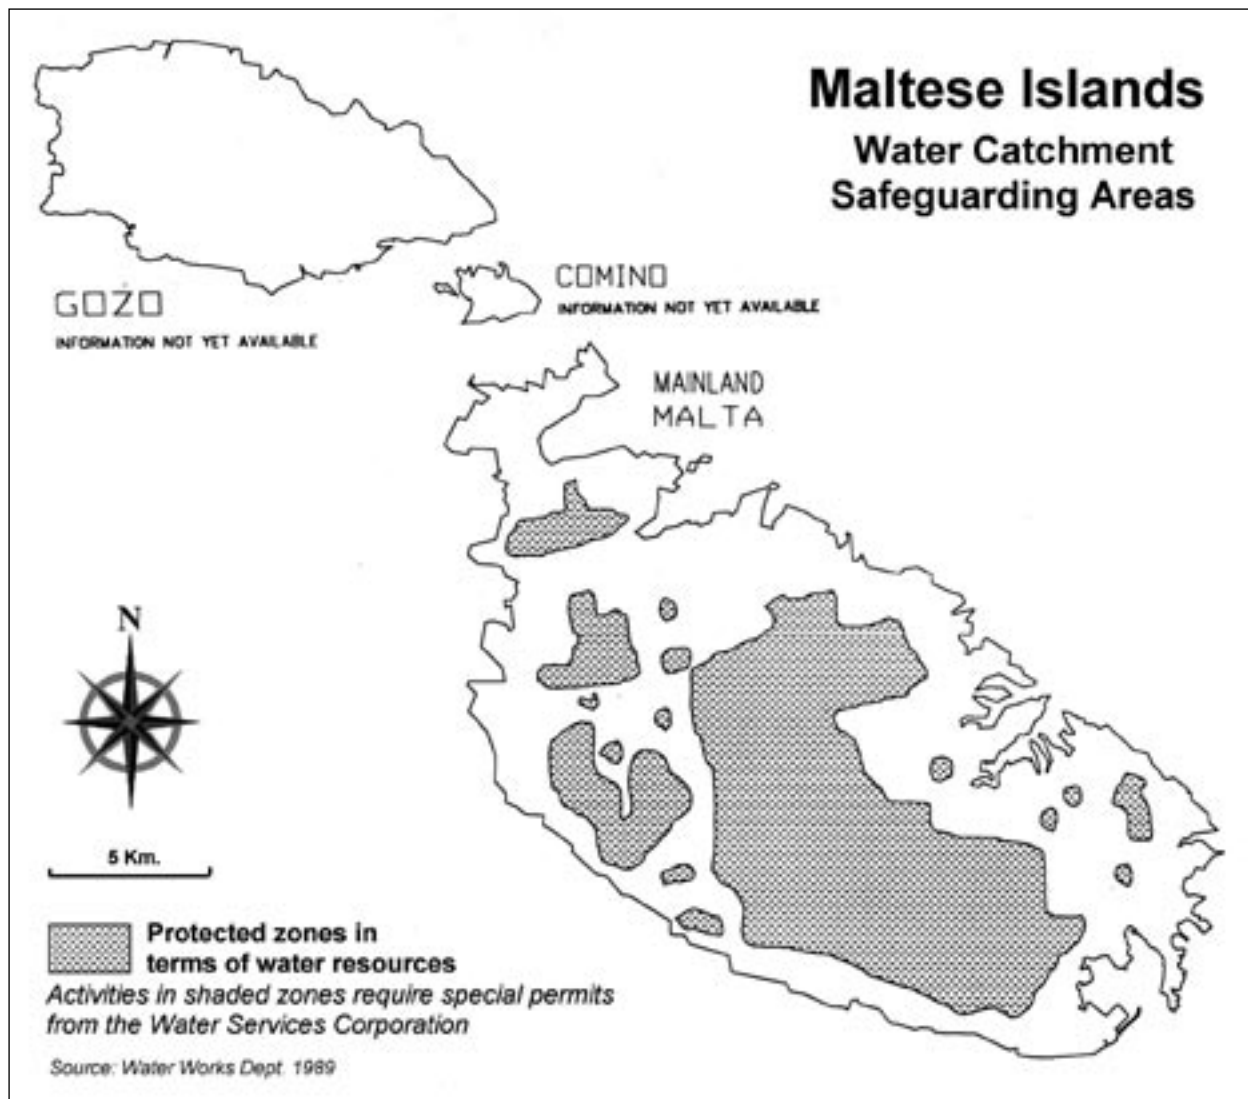 Maltese Islands
Water Catchment
Safeguarding Areas
COMINO
INFORMATION NOT YET AVAILABLE
GOŻO
INFORMATION NOT YET AVAILABLE
MAINLAND
MALTA
N
5 Km.
Protected zones in
terms of water resources
Activities in shaded zones require special permits
from the Water Services Corporation
Source: Water Works Dept. 1989